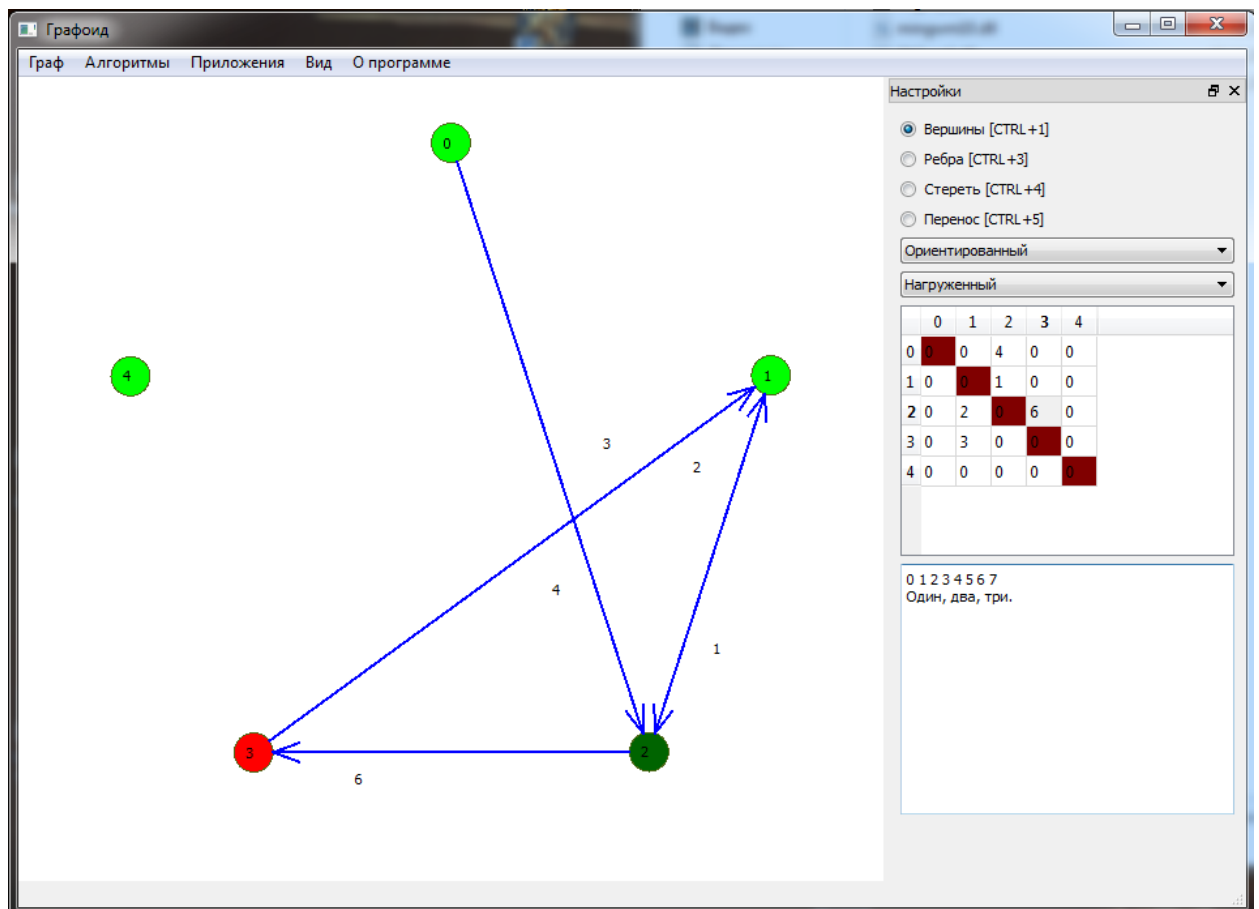 Графоид
Граф Алгоритмы Приложения Вид О программе
0
4
1
3
2
4
1
3
2
6
Настройки
Вершины [CTRL+1]
Ребра [CTRL+3]
Стереть [CTRL+4]
Перенос [CTRL+5]
Ориентированный
Нагруженный
0 1 2 3 4
0 0 0 4 0 0
1 0 0 1 0 0
2 0 2 0 6 0
3 0 3 0 0 0
4 0 0 0 0 0
0 1 2 3 4 5 6 7
Один, два, три.